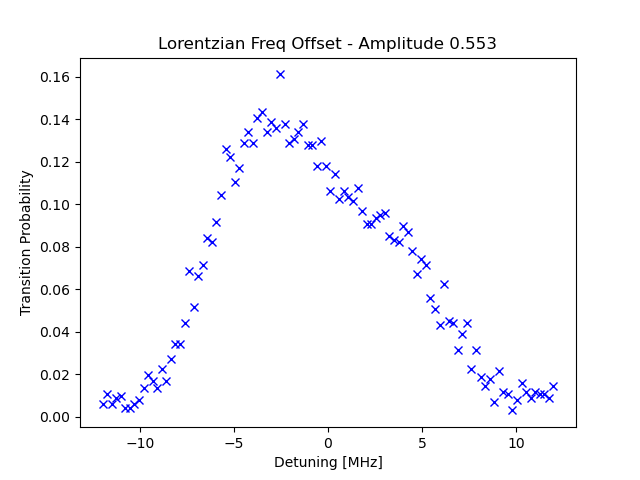 Lorentzian Freq Offset - Amplitude 0.553
0.16
0.14
0.12
0.10
0.08
0.06
0.04
0.02
0.00
Transition Probability
−10 −5 0 5 10
Detuning [MHz]